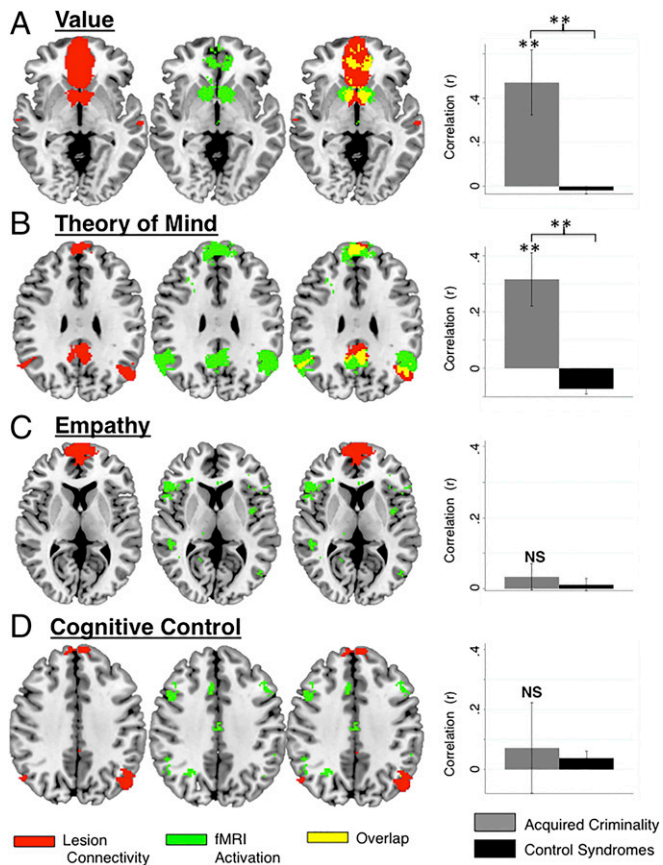 A Value
**
**
Correlation (r)
.4
.2
0
B Theory of Mind
**
**
Correlation (r)
.4
.2
0
C Empathy
Correlation (r)
.4
.2
0
NS
D Cognitive Control
Correlation (r)
.4
.2
0
NS
Lesion
Connectivity
fMRI
Activation
Overlap
Acquired Criminality
Control Syndromes